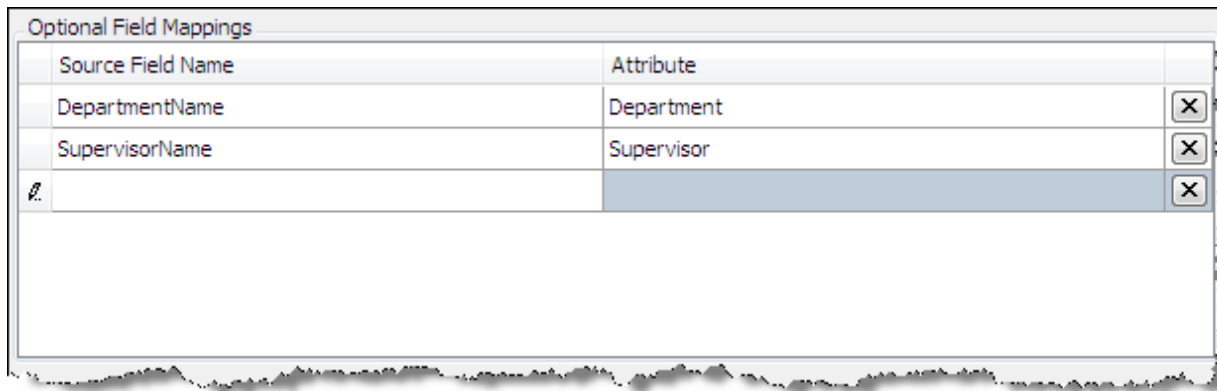 Optional Field Mappings
Source Field Name Attribute
DepartmentName Department X
SupervisorName Supervisor X
X